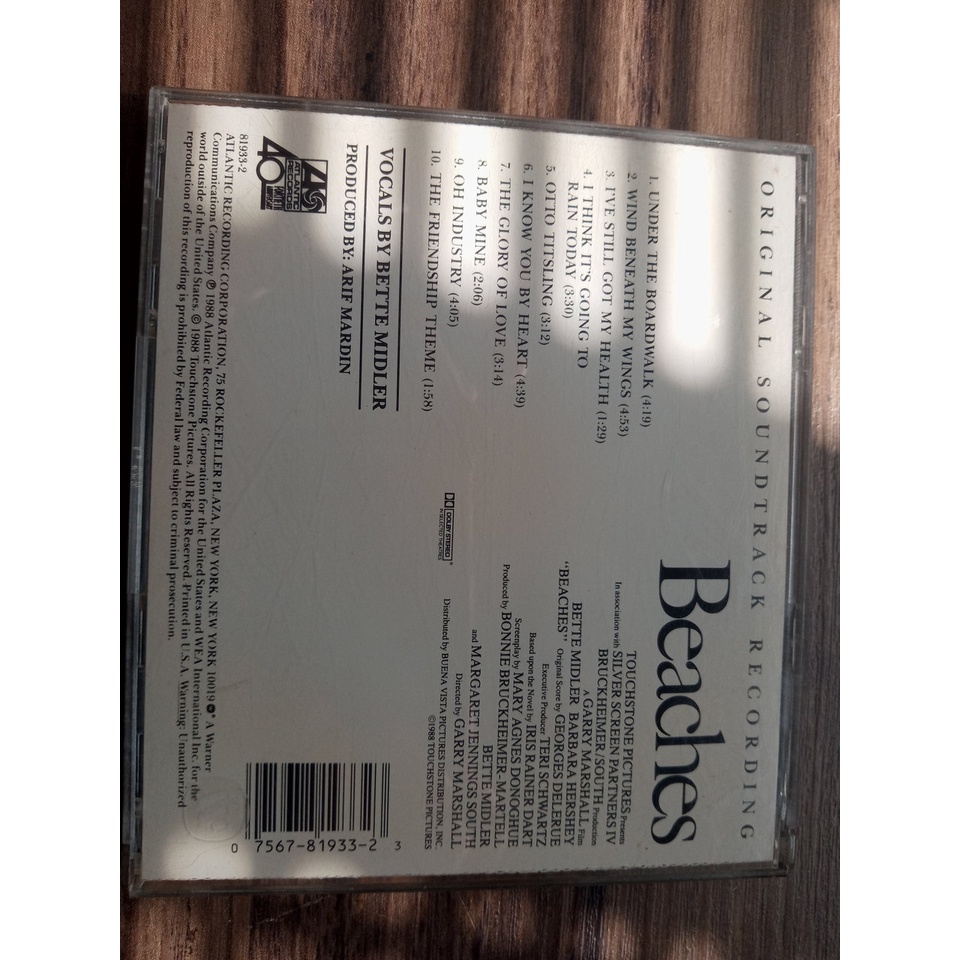 ORIGINAL SOUNDTRACK RECORDING
Beaches
1. UNDER THE BOARDWALK (4:19)
2. WIND BENEATH MY WINGS (4:53)
3. I'VE STILL GOT MY HEALTH (1:29)
4. I THINK IT'S GOING TO
RAIN TODAY (3:30)
5. OTTO TITSLING (3:12)
6. I KNOW YOU BY HEART (4:39)
7. THE GLORY OF LOVE (3:14)
8. BABY MINE (2:06)
9. OH INDUSTRY (4:05)
10. THE FRIENDSHIP THEME (1:58)
VOCALS BY BETTE MIDLER
PRODUCED BY: ARIF MARDIN
TOUCHSTONE PICTURES Presents
In association with SILVER SCREEN PARTNERS IV
BRUCKHEIMER/SOUTH Production
A GARRY MARSHALL Film
BETTE MIDLER BARBARA HERSHEY
"BEACHES" Original Score by GEORGES DELERUE
Executive Producer TERI SCHWARTZ
Based upon the Novel by IRIS RAINER DART
Screenplay by MARY AGNES DONOGHUE
Produced by BONNIE BRUCKHEIMER-MARTELL
BETTE MIDLER
and MARGARET JENNINGS SOUTH
Directed by GARRY MARSHALL
Distributed by BUENA VISTA PICTURES DISTRIBUTION, INC.
©1988 TOUCHSTONE PICTURES
DOLBY STEREO®
IN SELECTED THEATRES
ATLANTIC
RECORDS
40
81933-2
ATLANTIC RECORDING CORPORATION, 75 ROCKEFELLER PLAZA, NEW YORK, NEW YORK 10019 A Warner
Communications Company ℗ 1988 Atlantic Recording Corporation for the United States and WEA International Inc. for the
world outside of the United States. © 1988 Touchstone Pictures. All Rights Reserved. Printed in U.S.A. Warning: Unauthorized
reproduction of this recording is prohibited by Federal law and subject to criminal prosecution.
0 7567-81933-2 3